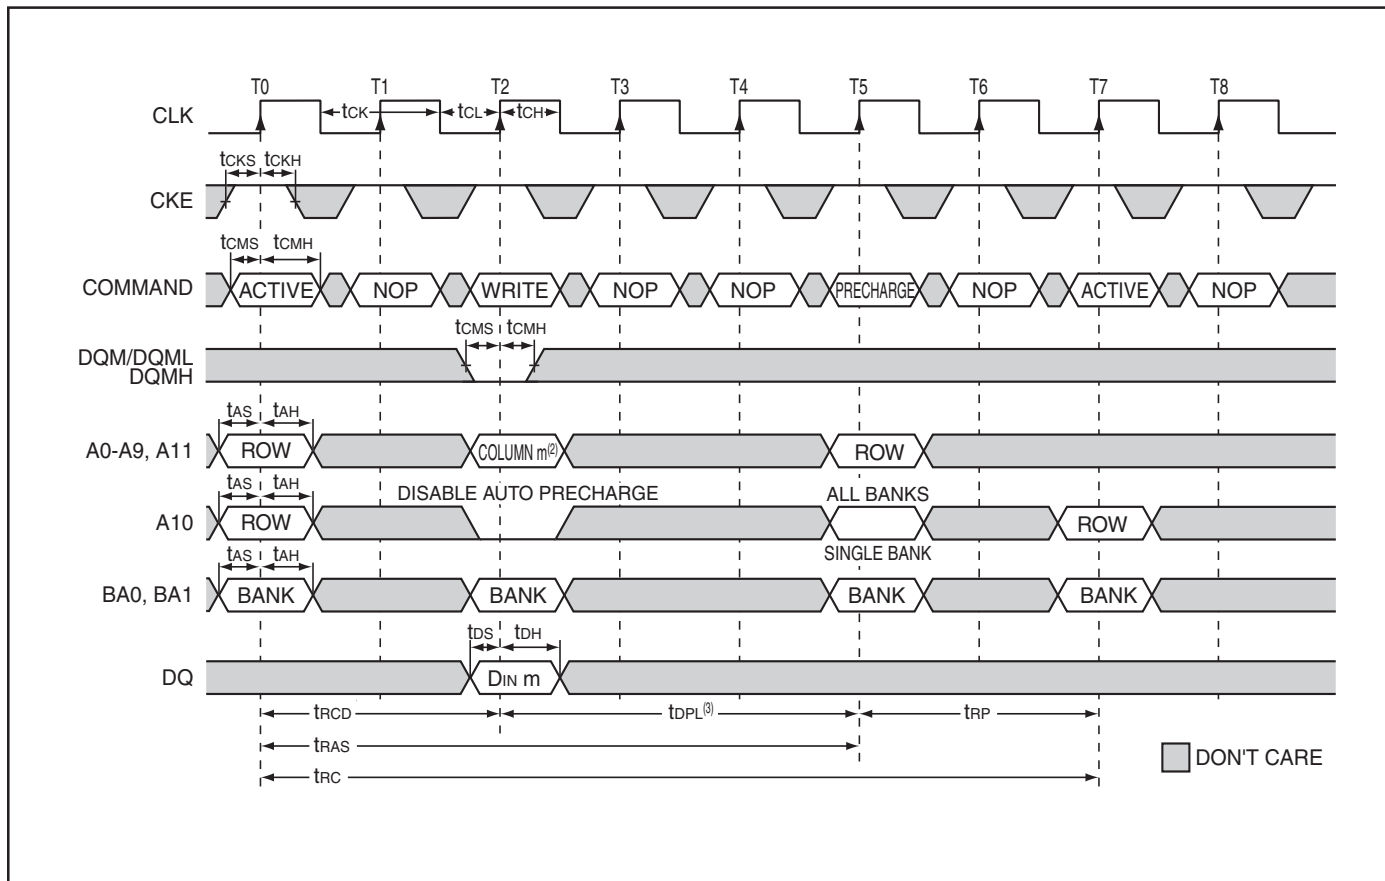 T0 T1 T2 T3 T4 T5 T6 T7 T8
CLK tCK tCL tCH
tCKS tCKH
CKE
tCMS tCMH
COMMAND ACTIVE NOP WRITE NOP NOP PRECHARGE NOP ACTIVE NOP
tCMS tCMH
DQM/DQML
DQMH
tAS tAH
A0-A9, A11 ROW COLUMN m(2) ROW
tAS tAH DISABLE AUTO PRECHARGE ALL BANKS
A10 ROW ROW
tAS tAH SINGLE BANK
BA0, BA1 BANK BANK BANK BANK
tDS tDH
DQ DIN m
tRCD tDPL(3) tRP
tRAS
DON'T CARE
tRC